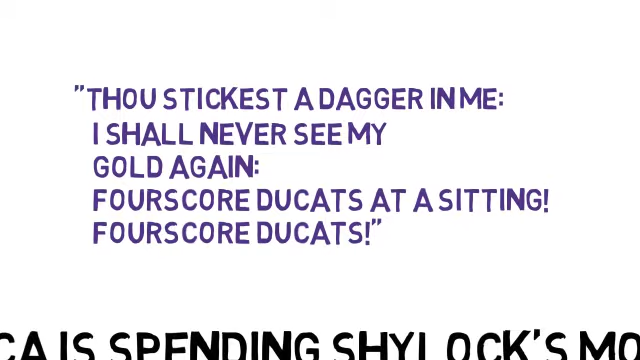 "THOU STICKEST A DAGGER IN ME:
I SHALL NEVER SEE MY
GOLD AGAIN:
FOURSCORE DUCATS AT A SITTING!
FOURSCORE DUCATS!"
IS SPENDING SHYLOCK'S